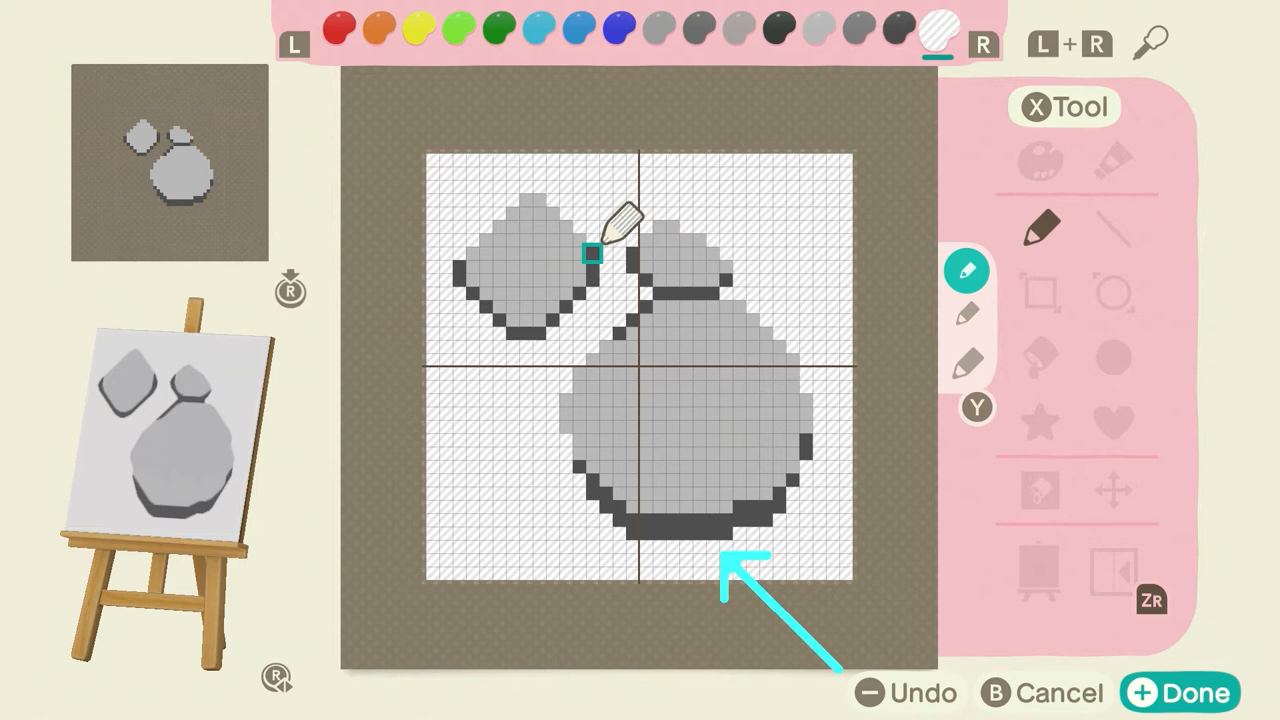 L
R
L + R
X Tool
R
Y
ZR
R
− Undo
B Cancel
+ Done